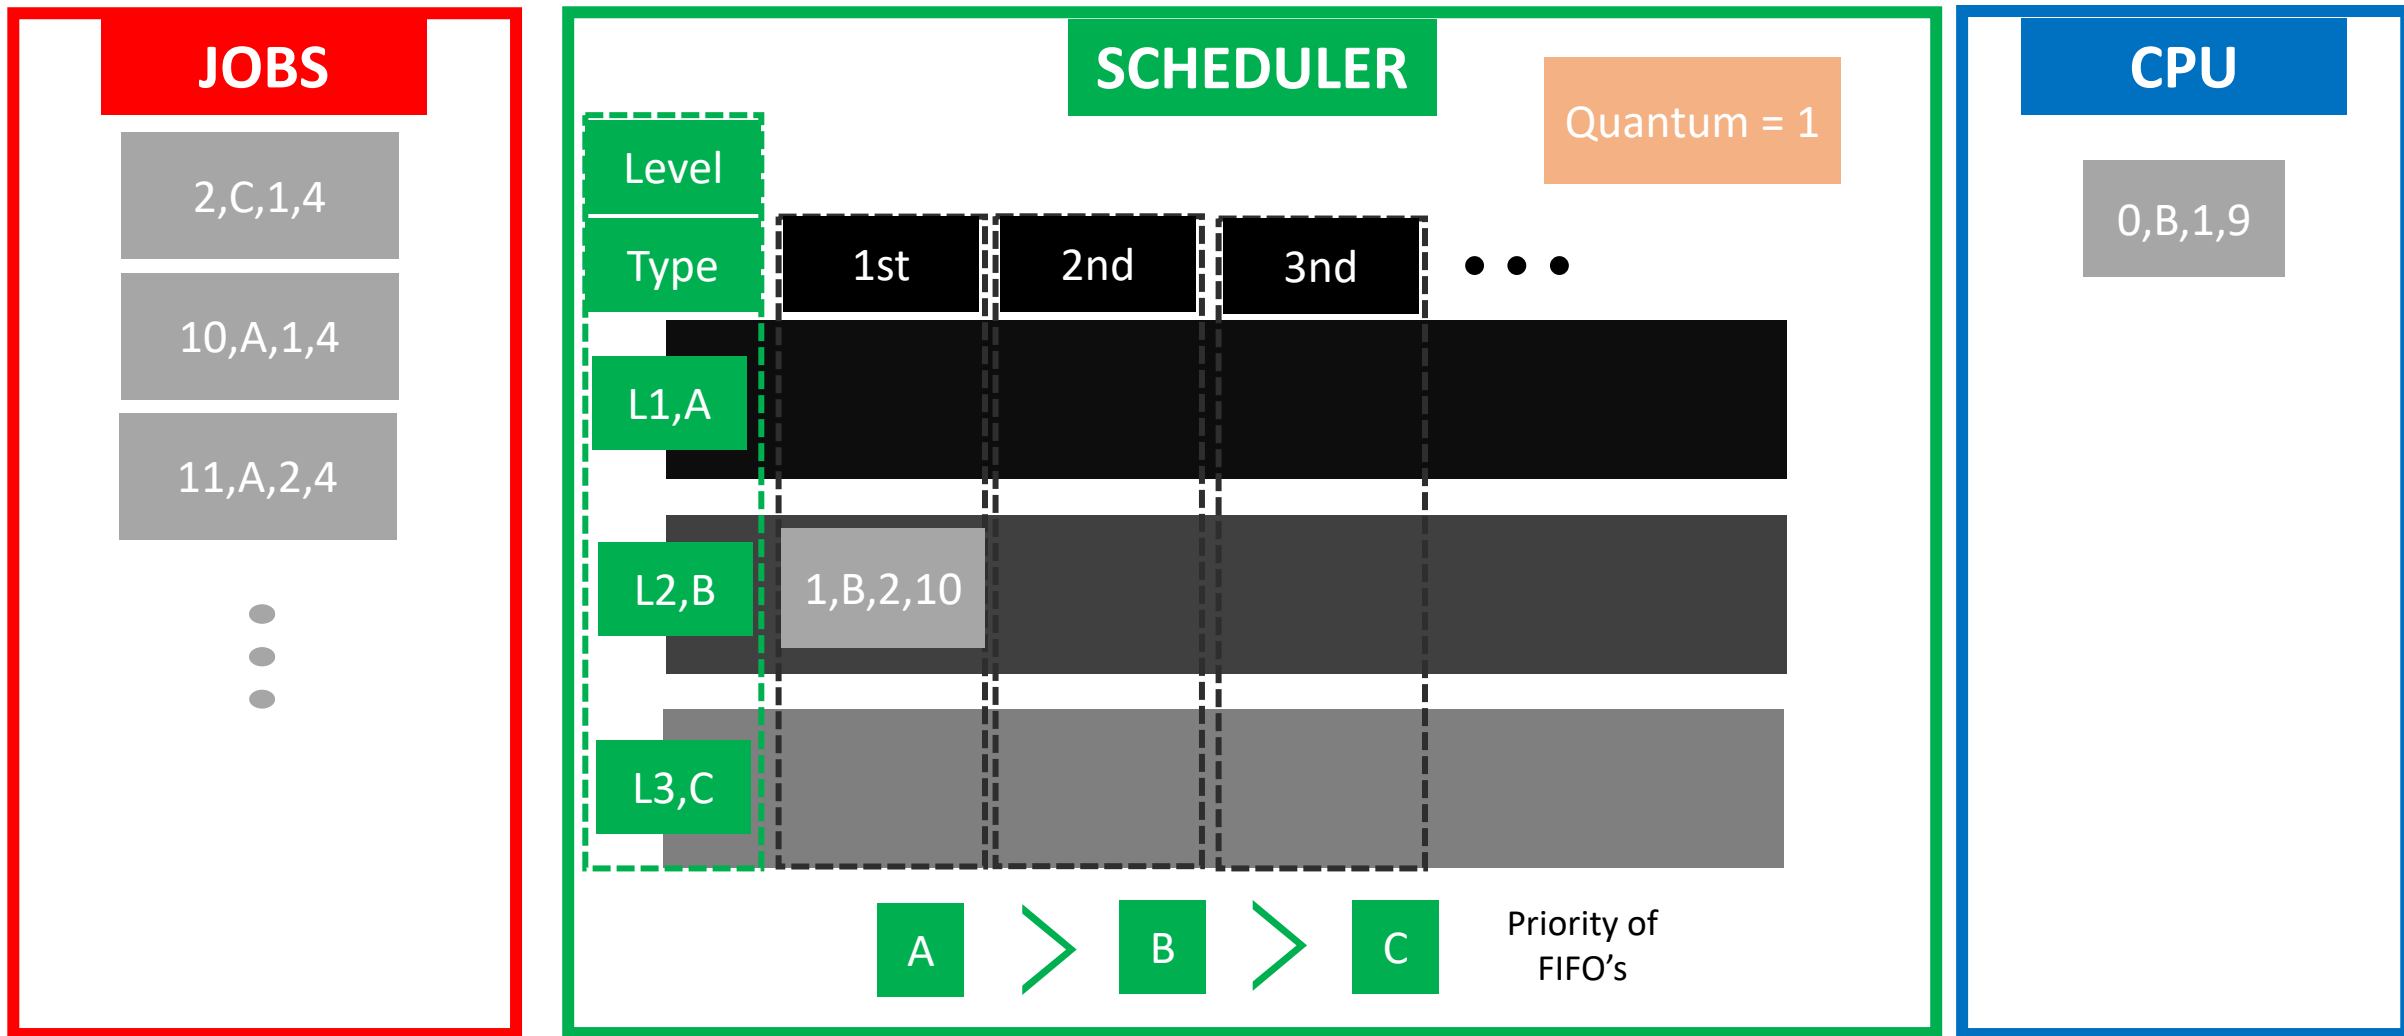 JOBS
2,C,1,4
10,A,1,4
11,A,2,4
SCHEDULER
Quantum = 1
Level
Type
1st
2nd
3nd
L1,A
L2,B
1,B,2,10
L3,C
A
B
C
Priority of
FIFO’s
CPU
0,B,1,9